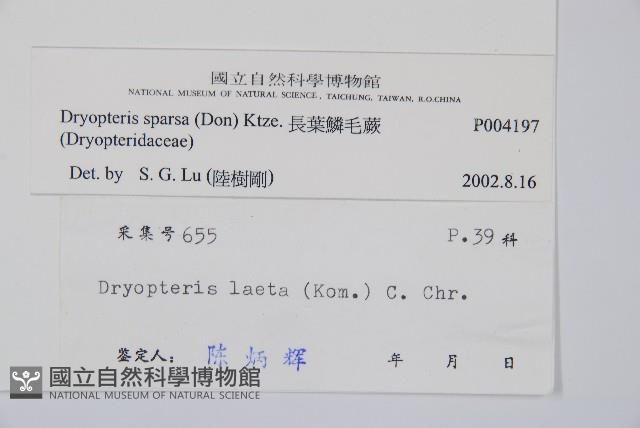 國立自然科學博物館
NATIONAL MUSEUM OF NATURAL SCIENCE, TAICHUNG, TAIWAN, R.O.CHINA
Dryopteris sparsa (Don) Ktze. 長葉鱗毛蕨 P004197
(Dryopteridaceae)
Det. by S. G. Lu (陸樹剛) 2002.8.16
采集号 655 P.39 科
Dryopteris laeta (Kom.) C. Chr.
鉴定人: 陈炳辉 年 月 日
國立自然科學博物館
NATIONAL MUSEUM OF NATURAL SCIENCE